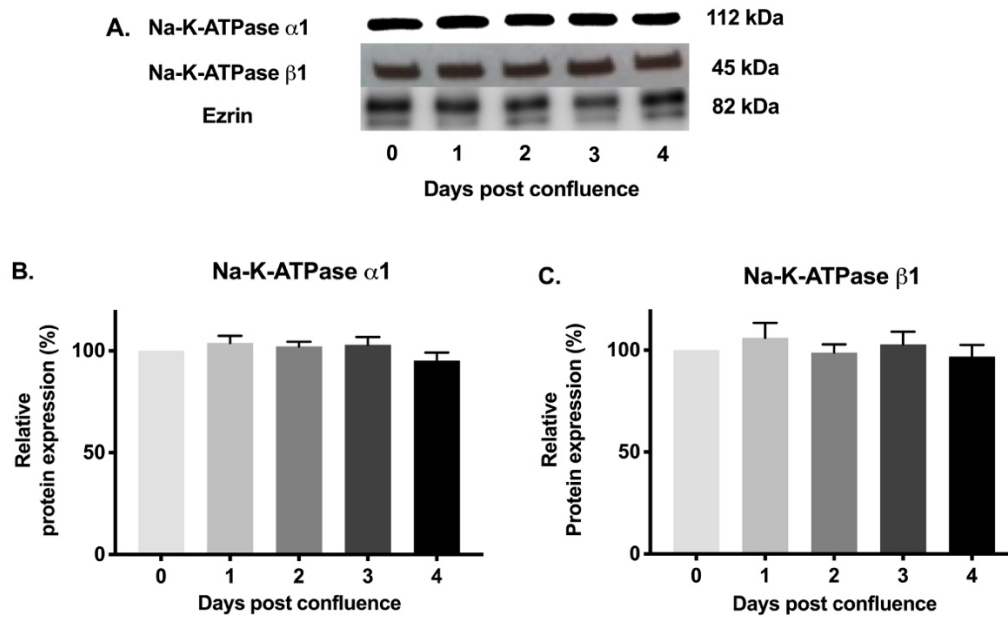 A. Na-K-ATPase α1 112 kDa
Na-K-ATPase β1 45 kDa
Ezrin 82 kDa
0 1 2 3 4
Days post confluence
B. Na-K-ATPase α1
Relative
protein expression (%)
100
50
0
0 1 2 3 4
Days post confluence
C. Na-K-ATPase β1
Relative
Protein expression (%)
100
50
0
0 1 2 3 4
Days post confluence